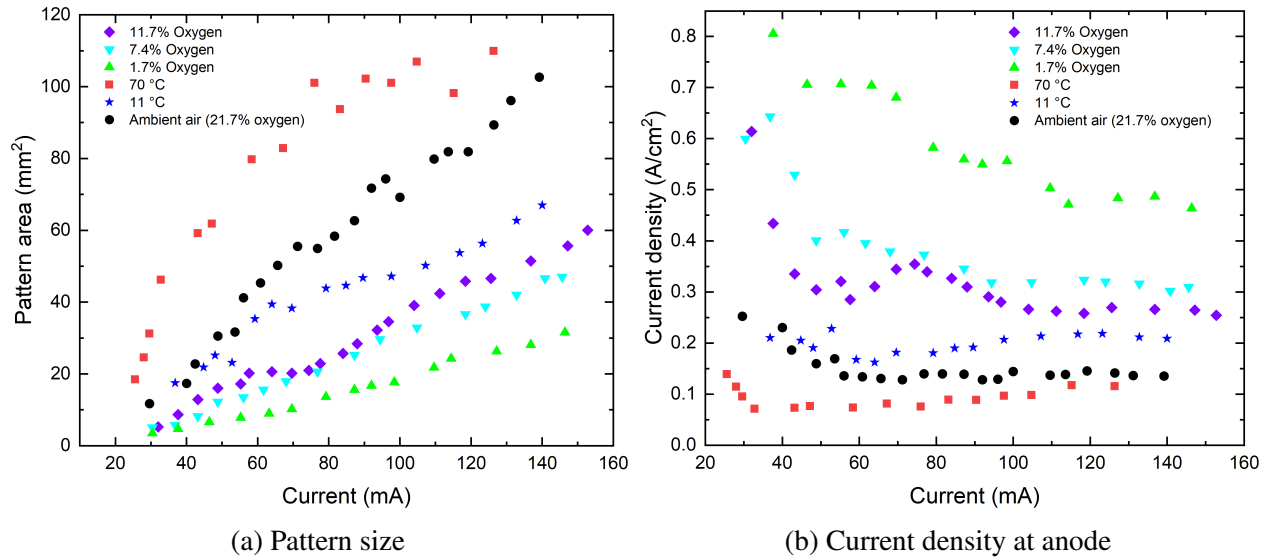 120
100
80
60
40
20
0
11.7% Oxygen
7.4% Oxygen
1.7% Oxygen
70 °C
11 °C
Ambient air (21.7% oxygen)
Pattern area (mm²)
20 40 60 80 100 120 140 160
Current (mA)
(a) Pattern size
0.8
0.7
0.6
0.5
0.4
0.3
0.2
0.1
0.0
11.7% Oxygen
7.4% Oxygen
1.7% Oxygen
70 °C
11 °C
Ambient air (21.7% oxygen)
Current density (A/cm²)
20 40 60 80 100 120 140 160
Current (mA)
(b) Current density at anode